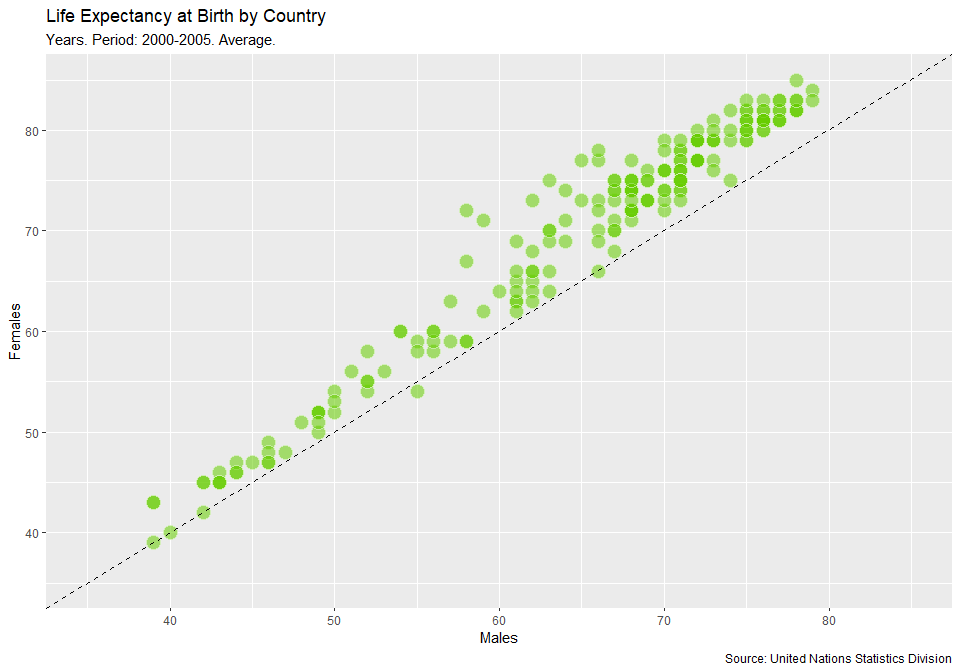 Life Expectancy at Birth by Country
Years. Period: 2000-2005. Average.
Females
80
70
60
50
40
40 50 60 70 80
Males
Source: United Nations Statistics Division